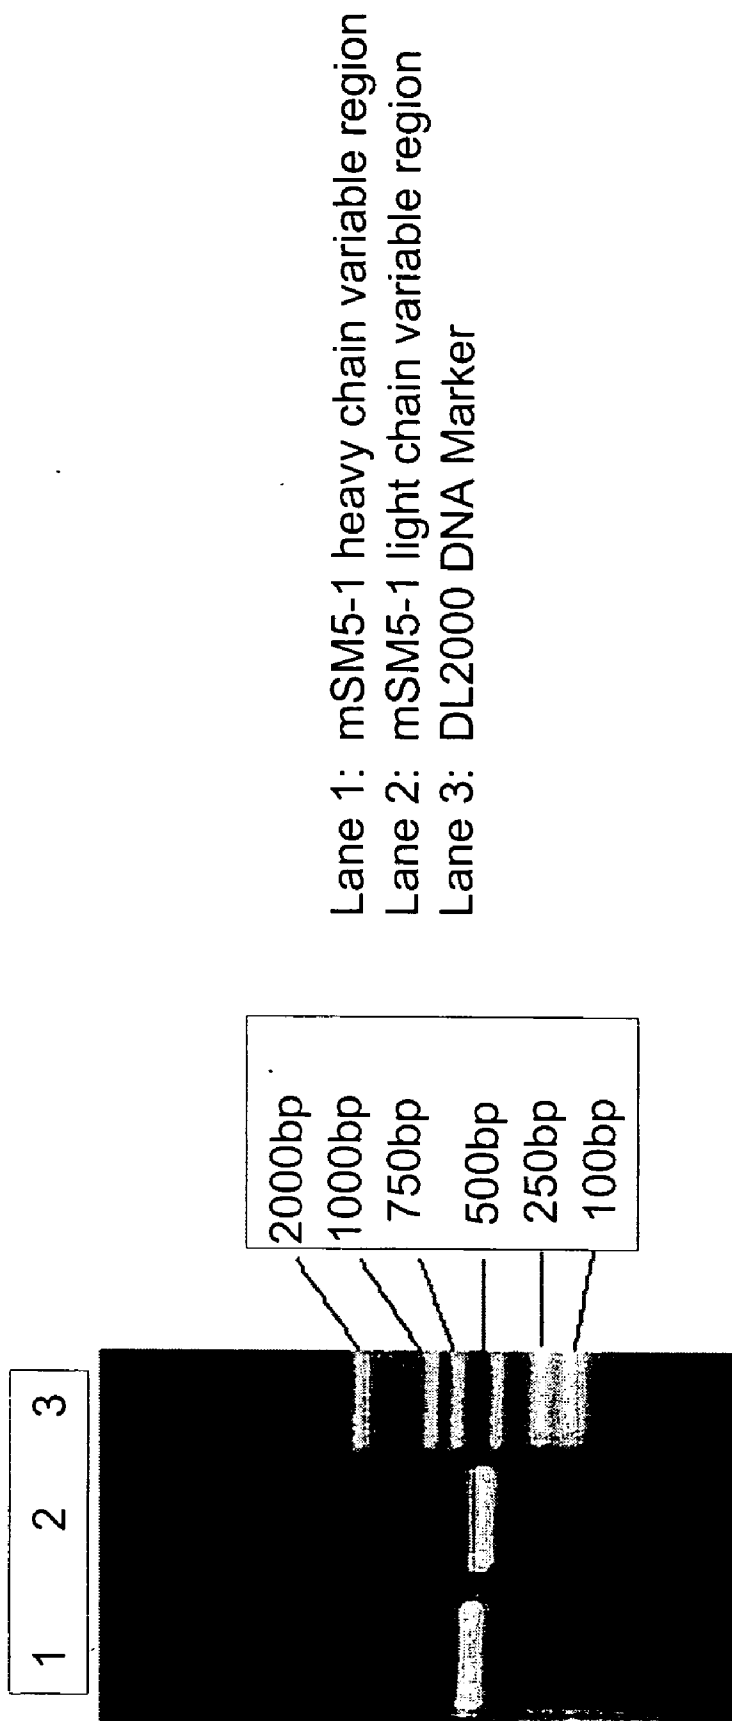 1 2 3
2000bp
1000bp
750bp
500bp
250bp
100bp
Lane 1: mSM5-1 heavy chain variable region
Lane 2: mSM5-1 light chain variable region
Lane 3: DL2000 DNA Marker